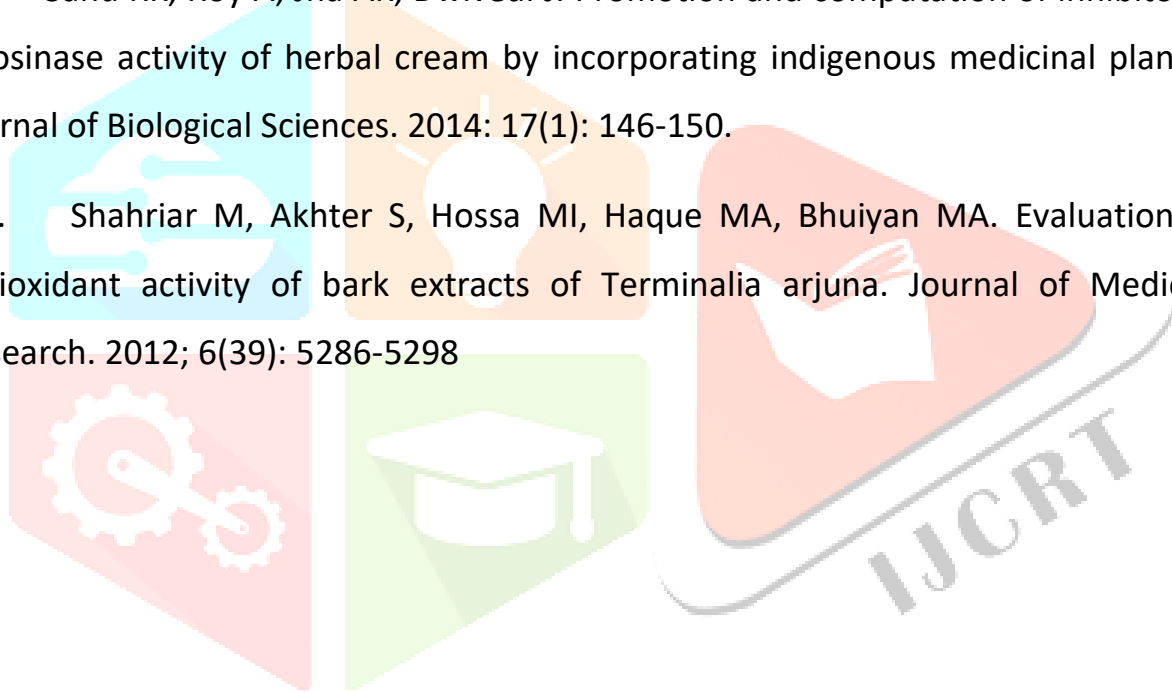 osinase activity of herbal cream by incorporating indigenous medicinal plan
rnal of Biological Sciences. 2014: 17(1): 146-150.
. Shahriar M, Akhter S, Hossa MI, Haque MA, Bhuiyan MA. Evaluation
ioxidant activity of bark extracts of Terminalia arjuna. Journal of Medic
search. 2012; 6(39): 5286-5298
IJCRT